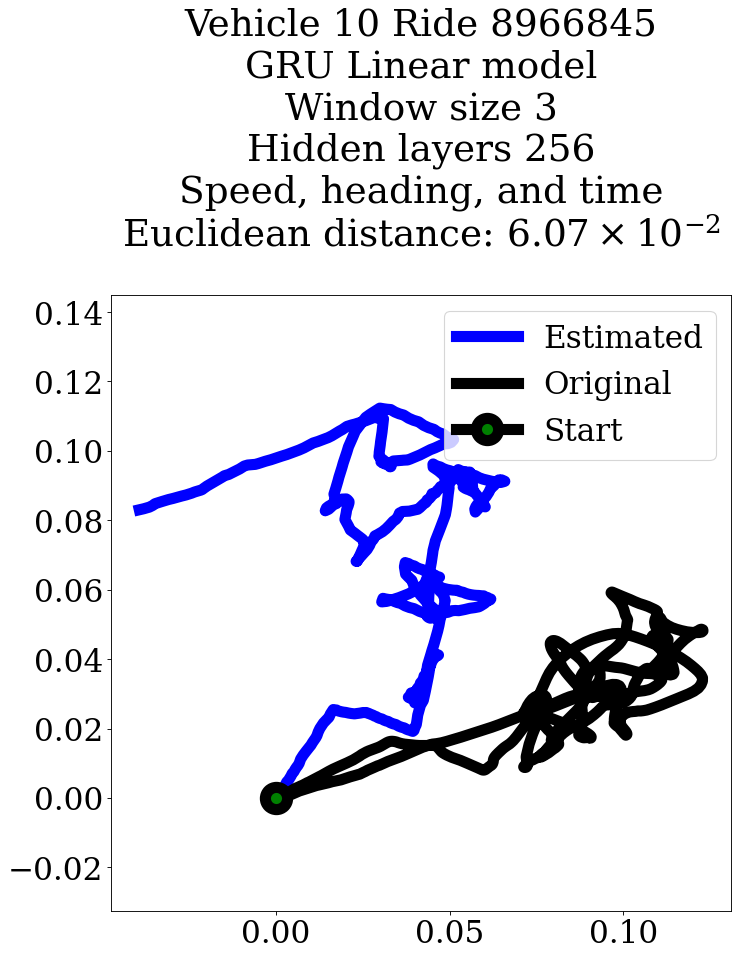 Vehicle 10 Ride 8966845
GRU Linear model
Window size 3
Hidden layers 256
Speed, heading, and time
Euclidean distance: 6.07 × 10⁻²
0.14
Estimated
0.12
Original
0.10
Start
0.08
0.06
0.04
0.02
0.00
−0.02
0.00 0.05 0.10